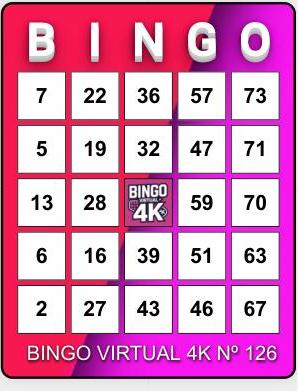 B I N G O
7 22 36 57 73
5 19 32 47 71
13 28 BINGO VIRTUAL 4K 59 70
6 16 39 51 63
2 27 43 46 67
BINGO VIRTUAL 4K Nº 126